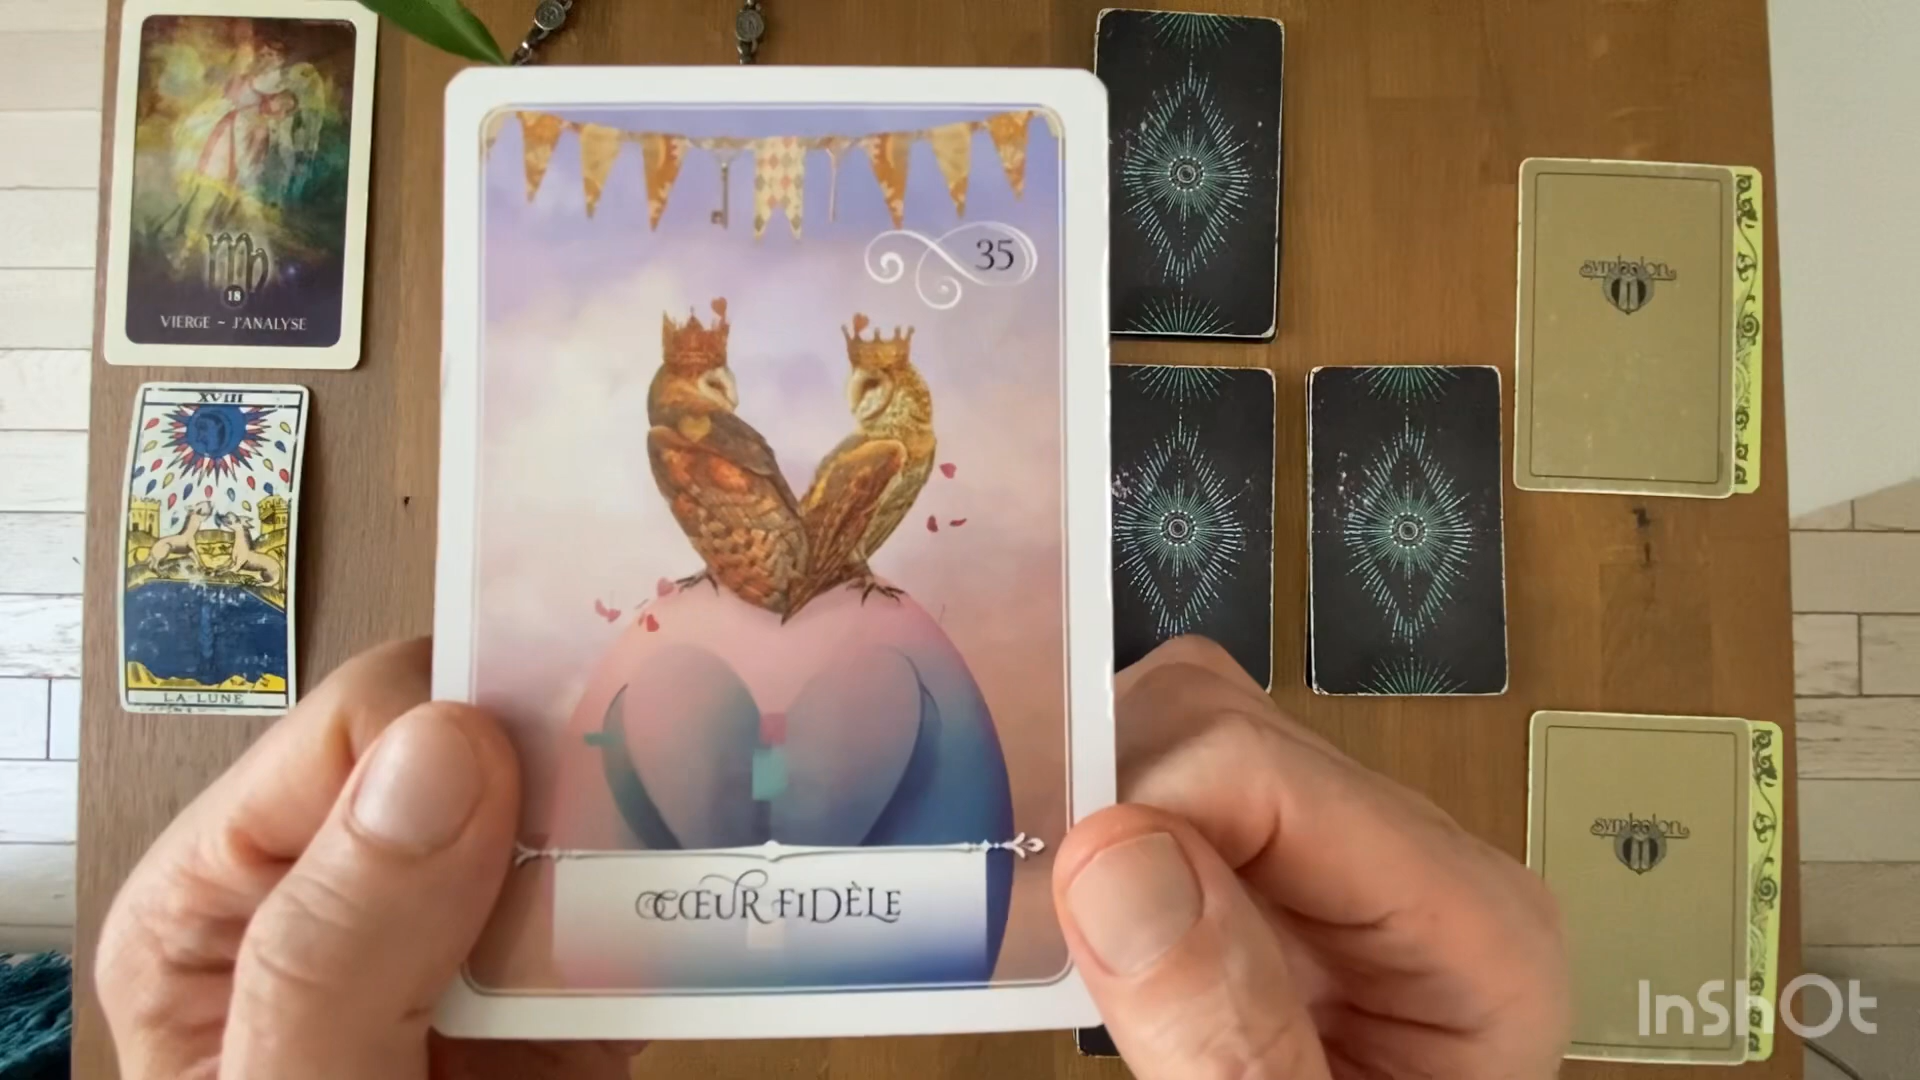 18
VIERGE ~ J'ANALYSE
XVIII
LA·LUNE
35
CŒUR FIDÈLE
symbolon
symbolon
InShOt